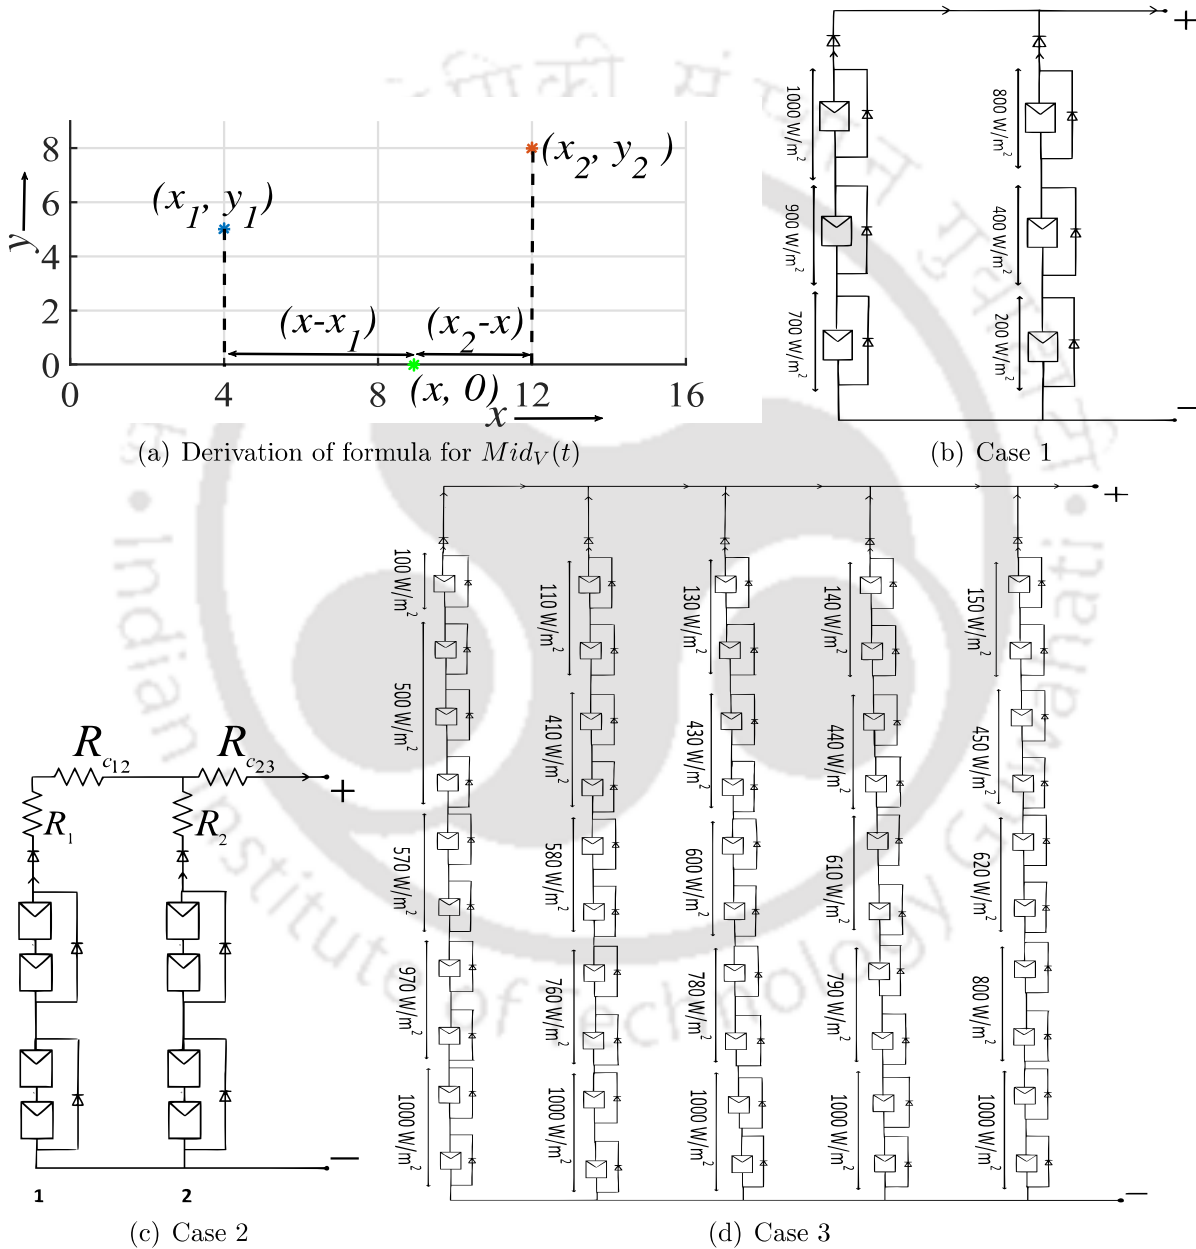 8
6
4
2
0
y
(x1, y1)
(x2, y2 )
(x-x1)
(x2-x)
(x, 0)
0
4
8
12
16
x
(a) Derivation of formula for MidV(t)
+
1000 W/m2
900 W/m2
700 W/m2
800 W/m2
400 W/m2
200 W/m2
−
(b) Case 1
Rc12
Rc23
R1
R2
+
−
1
2
(c) Case 2
+
100 W/m2
500 W/m2
570 W/m2
970 W/m2
1000 W/m2
110 W/m2
410 W/m2
580 W/m2
760 W/m2
1000 W/m2
130 W/m2
430 W/m2
600 W/m2
780 W/m2
1000 W/m2
140 W/m2
440 W/m2
610 W/m2
790 W/m2
1000 W/m2
150 W/m2
450 W/m2
620 W/m2
800 W/m2
1000 W/m2
−
(d) Case 3
Indian Institute of Technology Guwahati